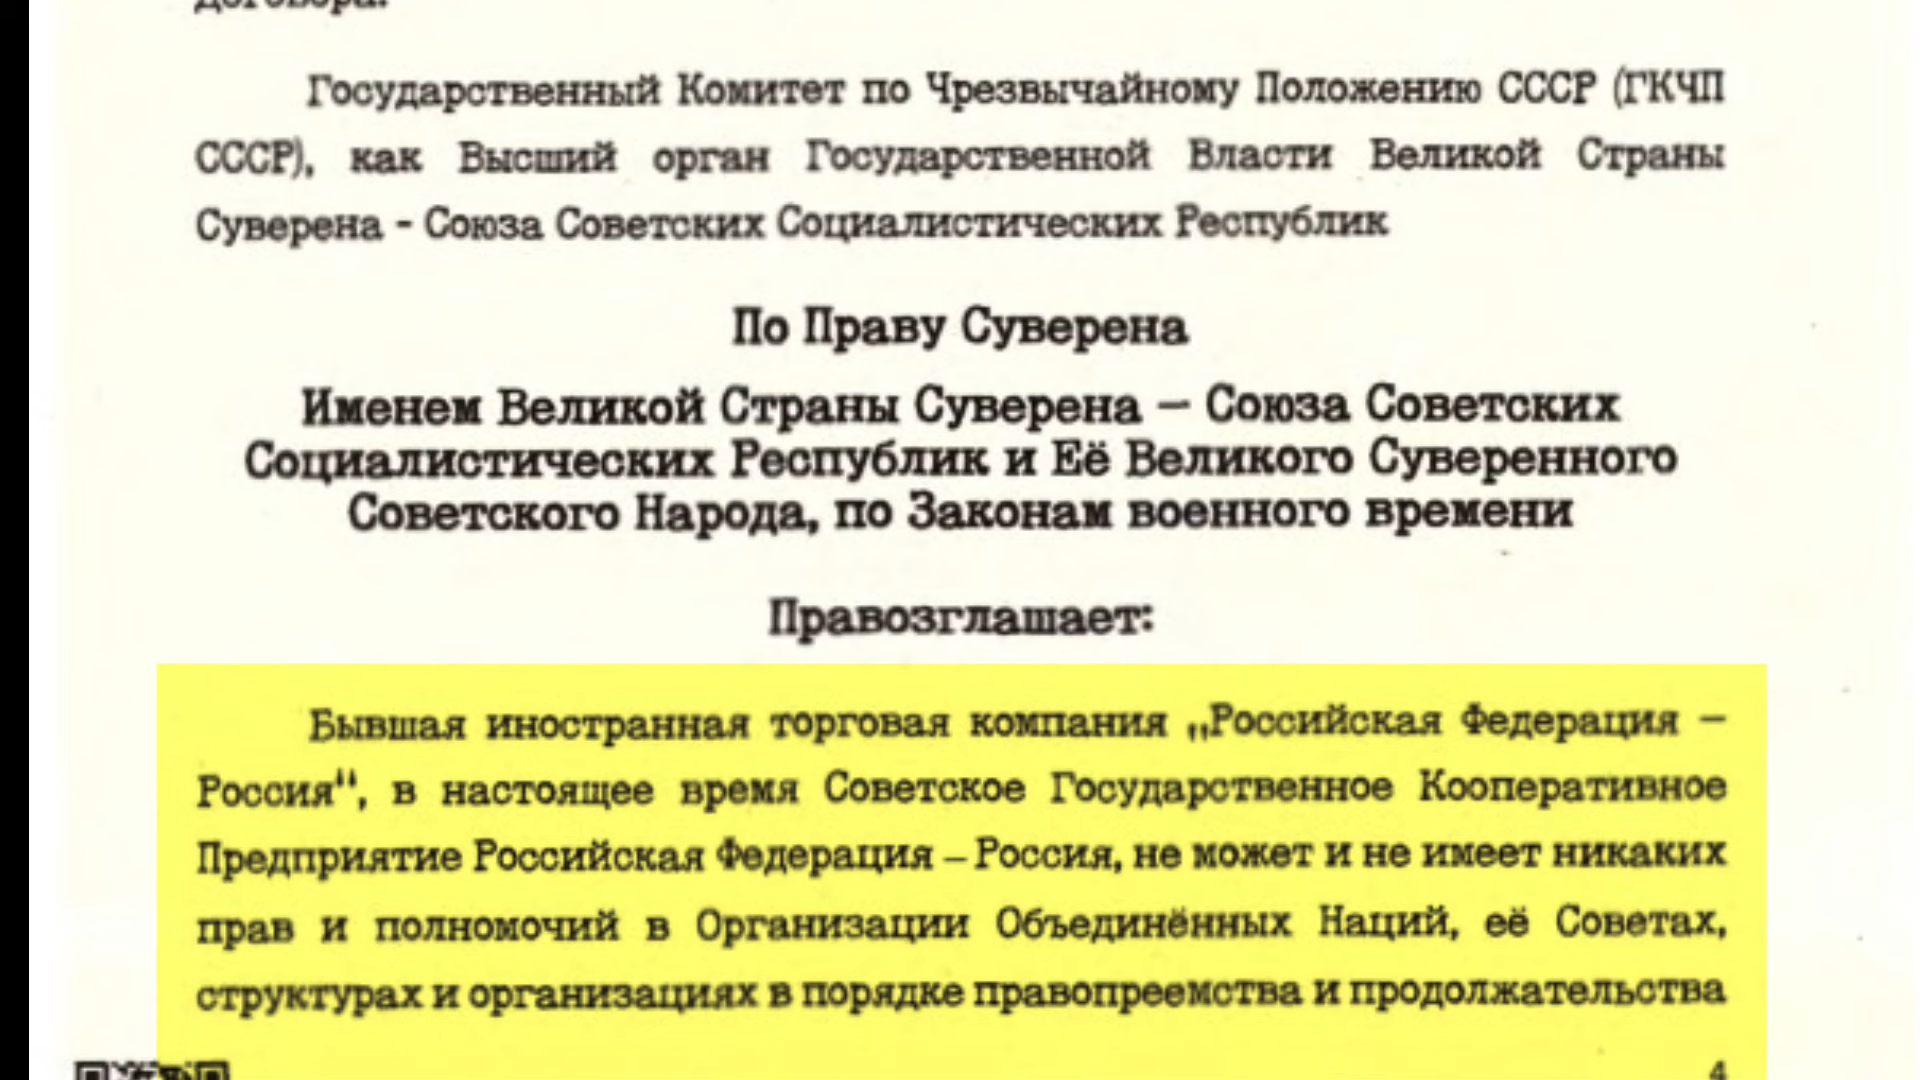 договора.
Государственный Комитет по Чрезвычайному Положению СССР (ГКЧП
СССР), как Высший орган Государственной Власти Великой Страны
Суверена - Союза Советских Социалистических Республик
По Праву Суверена
Именем Великой Страны Суверена – Союза Советских
Социалистических Республик и Её Великого Суверенного
Советского Народа, по Законам военного времени
Правозглашает:
Бывшая иностранная торговая компания „Российская Федерация –
Россия", в настоящее время Советское Государственное Кооперативное
Предприятие Российская Федерация – Россия, не может и не имеет никаких
прав и полномочий в Организации Объединённых Наций, её Советах,
структурах и организациях в порядке правопреемства и продолжательства
4